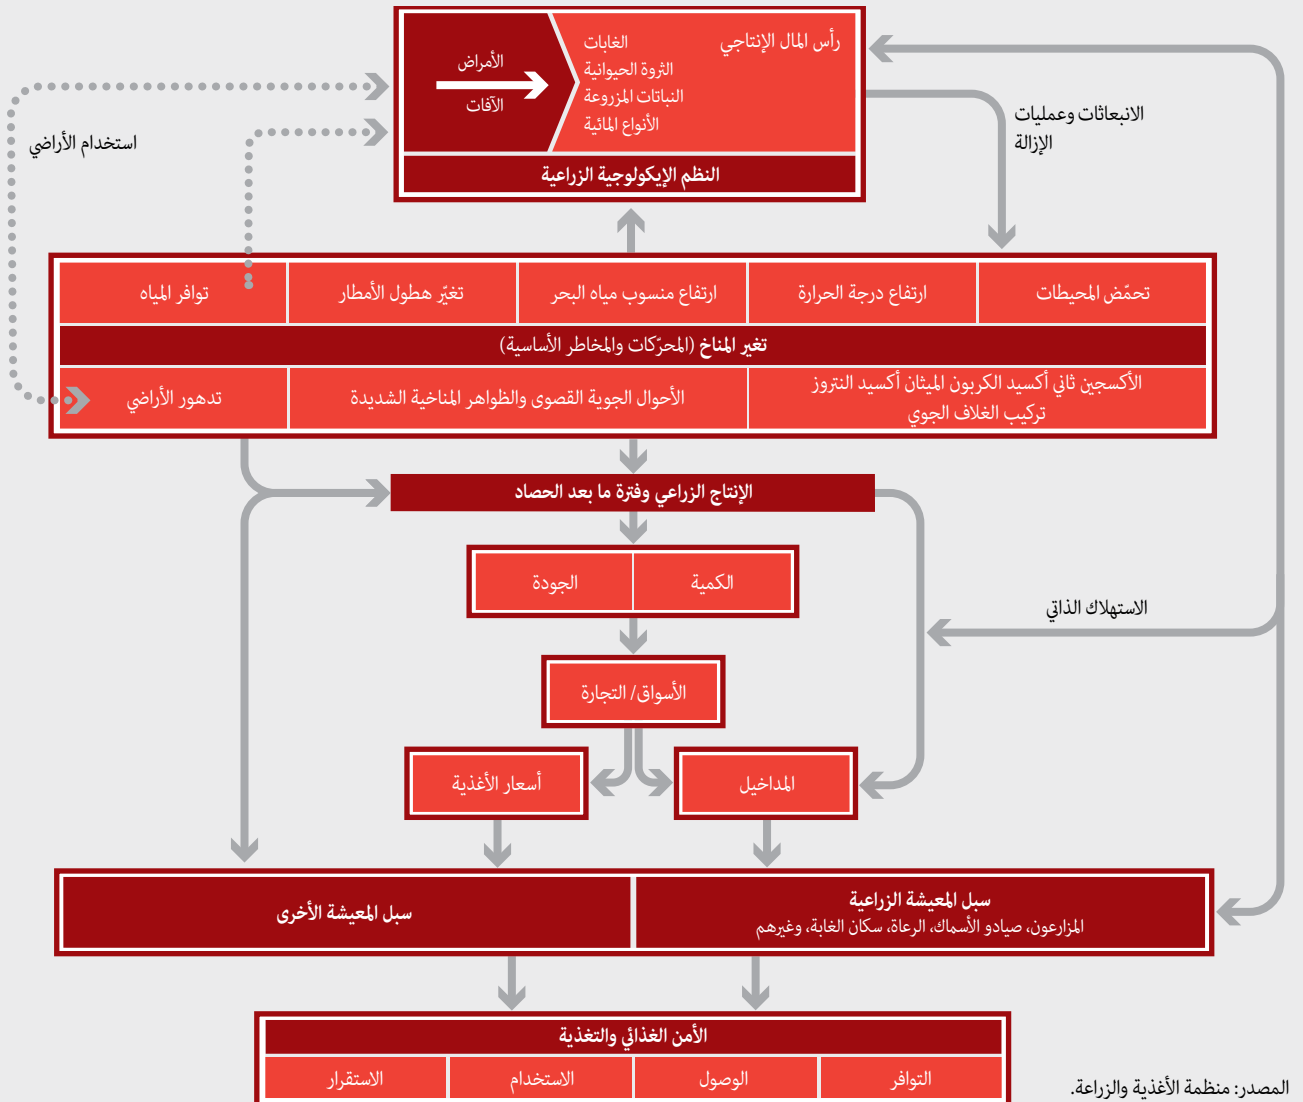 رأس المال الإنتاجي
الغابات
الثروة الحيوانية
النباتات المزروعة
الأنواع المائية
الأمراض
الآفات
النظم الإيكولوجية الزراعية
الانبعاثات وعمليات
الإزالة
استخدام الأراضي
تحمّض المحيطات
ارتفاع درجة الحرارة
ارتفاع منسوب مياه البحر
تغيّر هطول الأمطار
توافر المياه
تغير المناخ (المحرّكات والمخاطر الأساسية)
الأكسجين ثاني أكسيد الكربون الميثان أكسيد النتروز
تركيب الغلاف الجوي
الأحوال الجوية القصوى والظواهر المناخية الشديدة
تدهور الأراضي
الإنتاج الزراعي وفترة ما بعد الحصاد
الكمية
الجودة
الاستهلاك الذاتي
الأسواق/ التجارة
المداخيل
أسعار الأغذية
سبل المعيشة الزراعية
المزارعون، صيادو الأسماك، الرعاة، سكان الغابة، وغيرهم
سبل المعيشة الأخرى
الأمن الغذائي والتغذية
التوافر
الوصول
الاستخدام
الاستقرار
المصدر: منظمة الأغذية والزراعة.